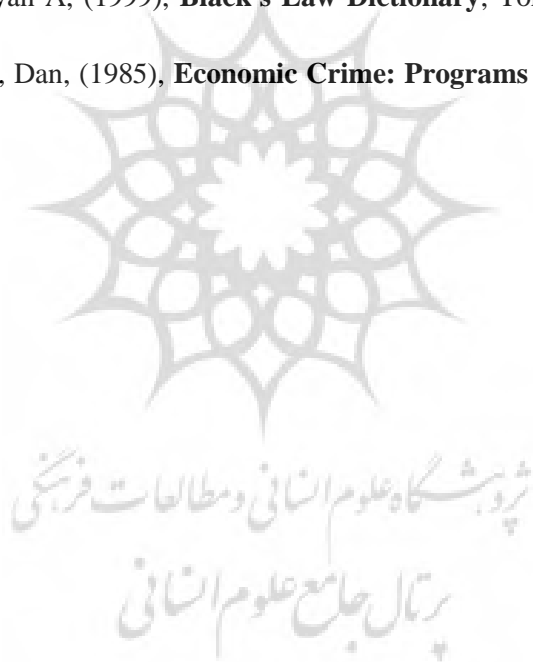 yan A, (1999), Black's Law Dictionary,
, Dan, (1985), Economic Crime: Programs
پژوهشگاه علوم انسانی و مطالعات فرهنگی
پرتال جامع علوم انسانی